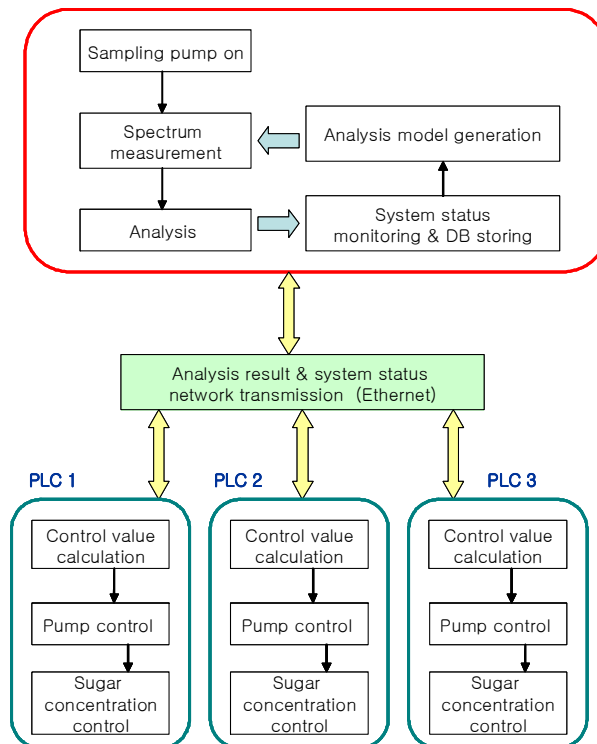 Sampling pump on
Spectrum
measurement
Analysis model generation
Analysis
System status
monitoring & DB storing
Analysis result & system status
network transmission (Ethernet)
PLC 1
PLC 2
PLC 3
Control value
calculation
Pump control
Sugar
concentration
control
Control value
calculation
Pump control
Sugar
concentration
control
Control value
calculation
Pump control
Sugar
concentration
control